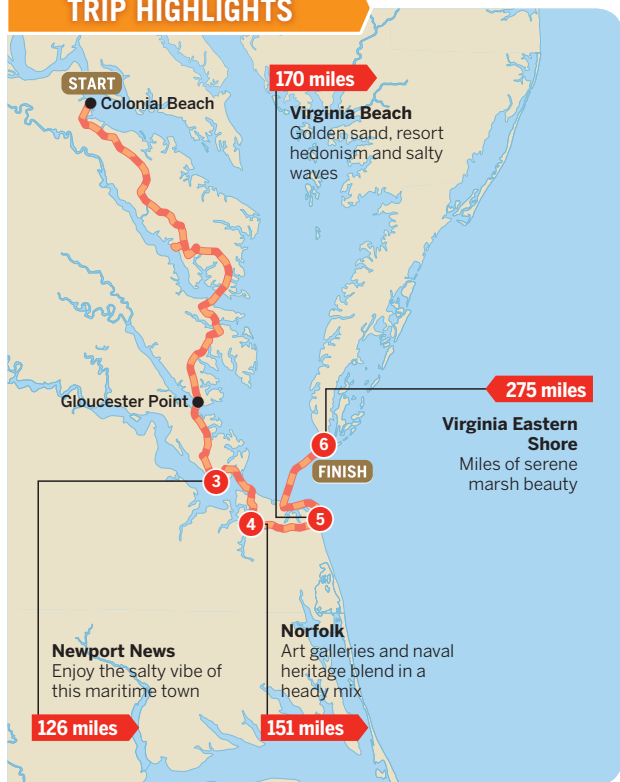 TRIP HIGHLIGHTS
START
Colonial Beach
170 miles
Virginia Beach
Golden sand, resort
hedonism and salty
waves
Gloucester Point
275 miles
Virginia Eastern
Shore
Miles of serene
marsh beauty
6
FINISH
3
4
5
Newport News
Enjoy the salty vibe of
this maritime town
126 miles
Norfolk
Art galleries and naval
heritage blend in a
heady mix
151 miles